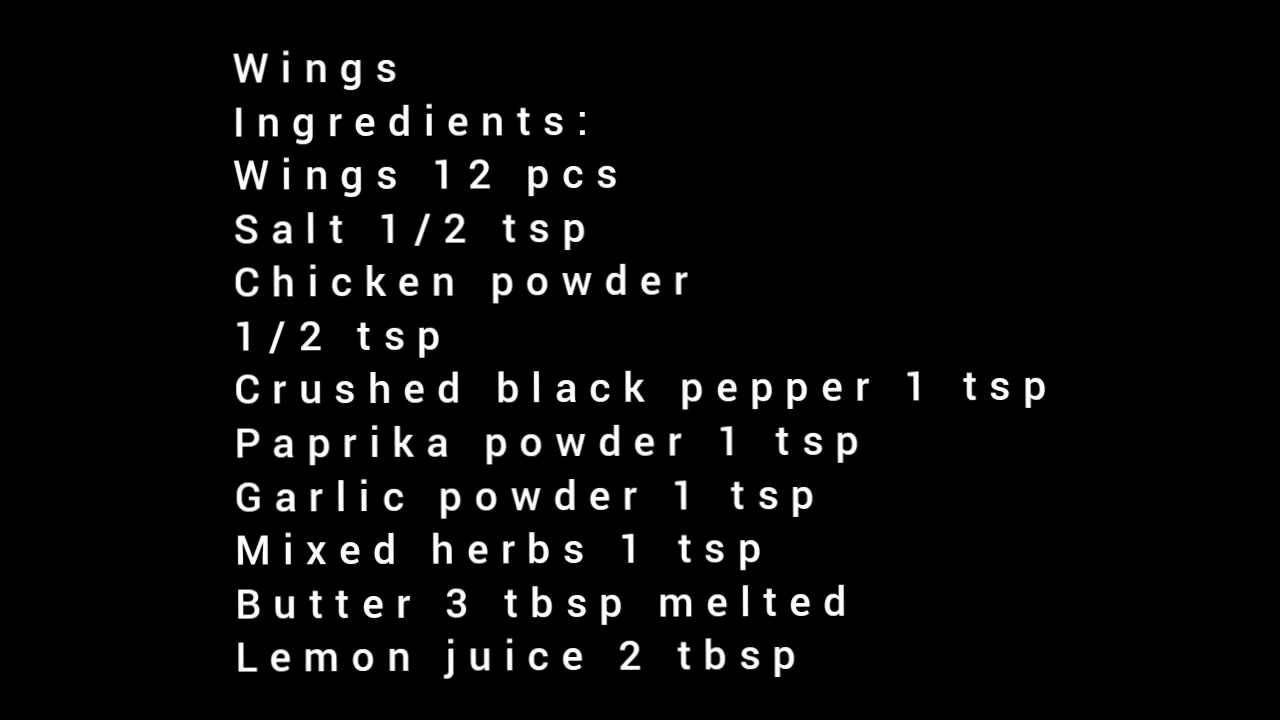 Wings
Ingredients:
Wings 12 pcs
Salt 1/2 tsp
Chicken powder
1/2 tsp
Crushed black pepper 1 tsp
Paprika powder 1 tsp
Garlic powder 1 tsp
Mixed herbs 1 tsp
Butter 3 tbsp melted
Lemon juice 2 tbsp